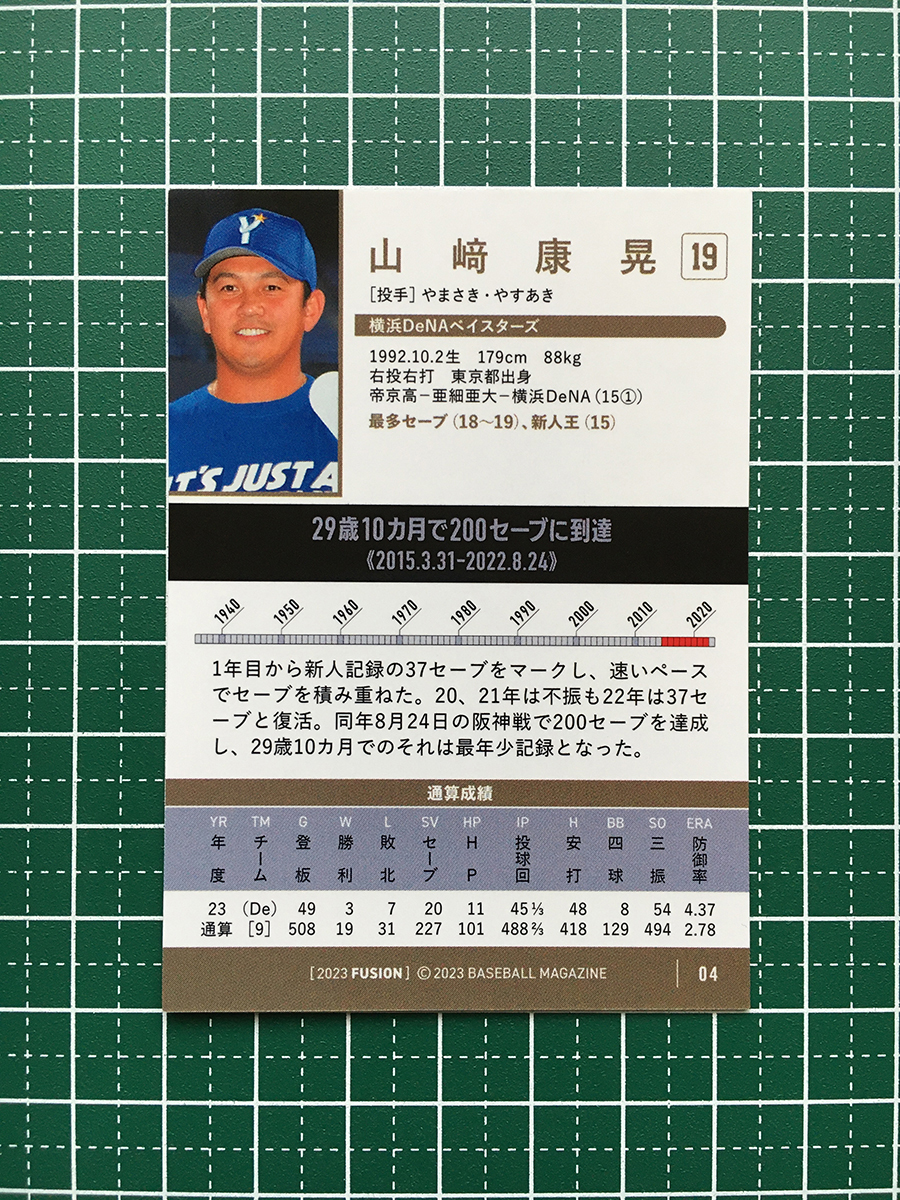 Y
IT'S JUST A
山﨑康晃 19
[投手] やまさき・やすあき
横浜DeNAベイスターズ
1992.10.2生 179cm 88kg
右投右打 東京都出身
帝京高−亜細亜大−横浜DeNA(15①)
最多セーブ(18〜19)、新人王(15)
29歳10カ月で200セーブに到達
《2015.3.31-2022.8.24》
1940 1950 1960 1970 1980 1990 2000 2010 2020
1年目から新人記録の37セーブをマークし、速いペース
でセーブを積み重ねた。20、21年は不振も22年は37セ
ーブと復活。同年8月24日の阪神戦で200セーブを達成
し、29歳10カ月でのそれは最年少記録となった。
通算成績
YR TM G W L SV HP IP H BB SO ERA
年度 チーム 登板 勝利 敗北 セーブ HP 投球回 安打 四球 三振 防御率
23 (De) 49 3 7 20 11 45⅓ 48 8 54 4.37
通算 [9] 508 19 31 227 101 488⅔ 418 129 494 2.78
[2023 FUSION] ©2023 BASEBALL MAGAZINE 04